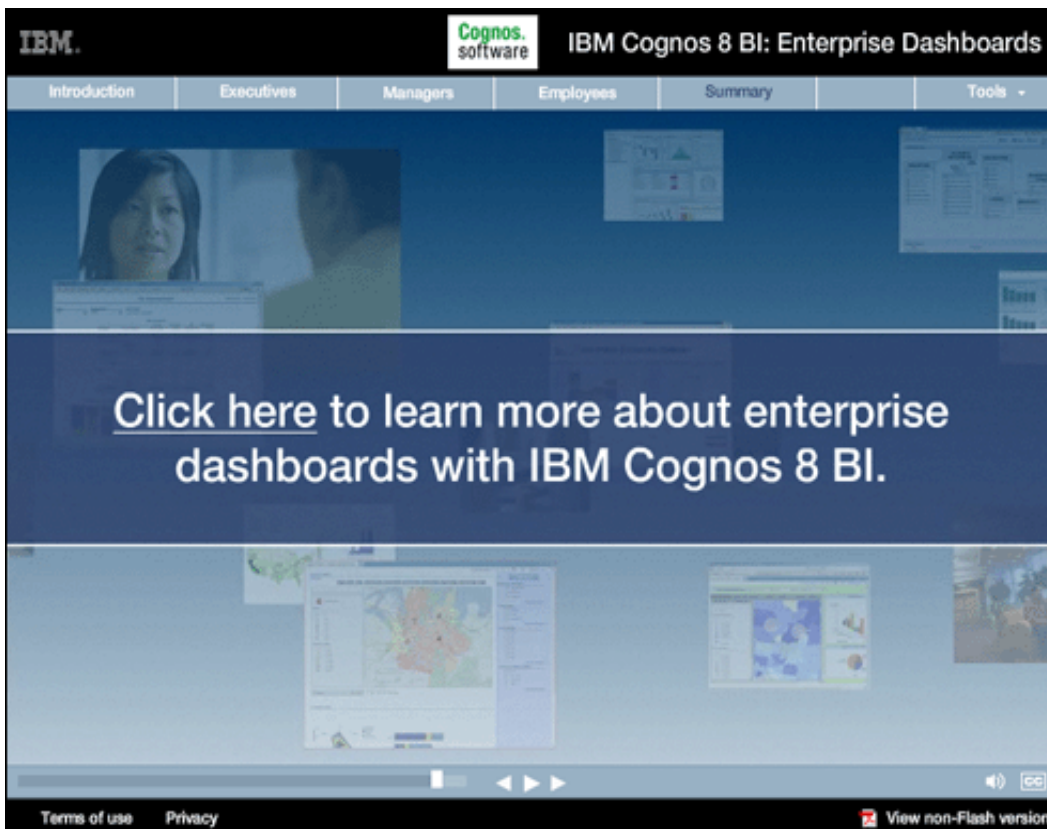 IBM.
Cognos.
software
IBM Cognos 8 BI: Enterprise Dashboards
Introduction
Executives
Managers
Employees
Summary
Tools
Click here to learn more about enterprise
dashboards with IBM Cognos 8 BI.
CC
Terms of use
Privacy
View non-Flash version